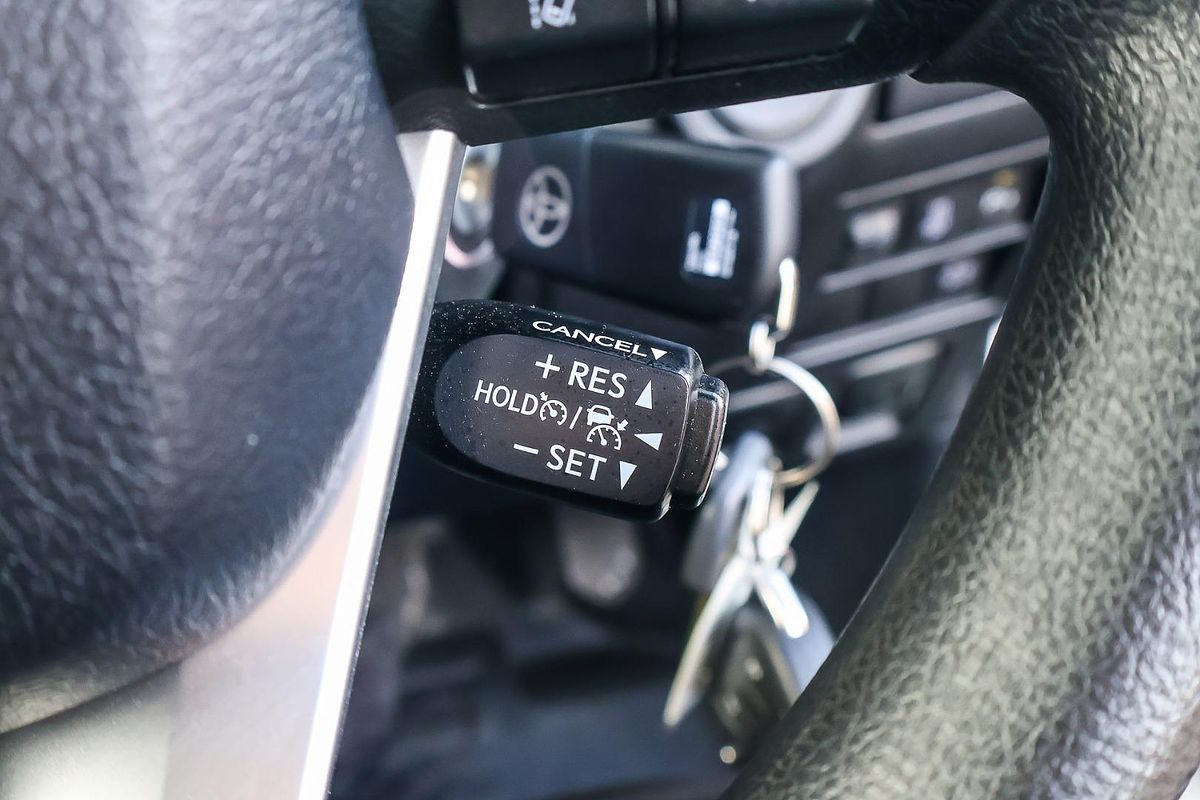 CANCEL▼
+ RES ▲
HOLD / ◀
− SET ▼